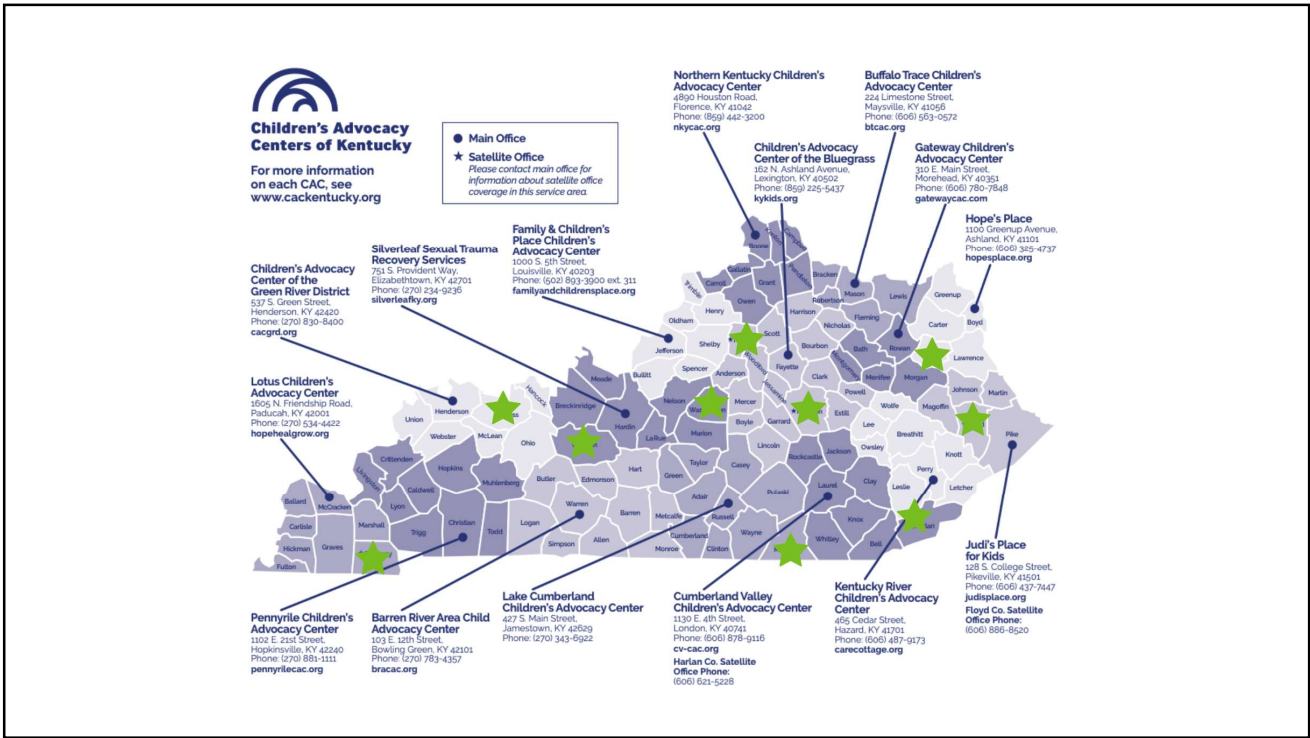 Children's Advocacy
Centers of Kentucky
For more information
on each CAC, see
www.cackentucky.org
Main Office
Satellite Office
Please contact main office for
information about satellite office
coverage in this service area.
Northern Kentucky Children's
Advocacy Center
4890 Houston Road,
Florence, KY 41042
Phone: (859) 442-3200
nkycac.org
Buffalo Trace Children's
Advocacy Center
224 Limestone Street,
Maysville, KY 41056
Phone: (606) 563-0572
btcac.org
Children's Advocacy
Center of the Bluegrass
162 N. Ashland Avenue,
Lexington, KY 40502
Phone: (859) 225-5437
kykids.org
Gateway Children's
Advocacy Center
310 E. Main Street,
Morehead, KY 40351
Phone: (606) 780-7848
gatewaycac.com
Hope's Place
1100 Greenup Avenue,
Ashland, KY 41101
Phone: (606) 325-4737
hopesplace.org
Family & Children's
Place Children's
Advocacy Center
1000 S. 5th Street,
Louisville, KY 40203
Phone: (502) 893-3900 ext. 311
familyandchildrensplace.org
Silverleaf Sexual Trauma
Recovery Services
751 S. Provident Way,
Elizabethtown, KY 42701
Phone: (270) 234-9236
silverleafky.org
Children's Advocacy
Center of the
Green River District
537 S. Green Street,
Henderson, KY 42420
Phone: (270) 830-8400
cacgrd.org
Lotus Children's
Advocacy Center
1605 N. Friendship Road,
Paducah, KY 42001
Phone: (270) 534-4422
hopehealgrow.org
Boone
Kenton
Campbell
Gallatin
Carroll
Grant
Pendleton
Bracken
Trimble
Owen
Robertson
Mason
Lewis
Greenup
Henry
Harrison
Fleming
Carter
Boyd
Oldham
Scott
Nicholas
Jefferson
Shelby
Bourbon
Bath
Rowan
Lawrence
Woodford
Fayette
Montgomery
Bullitt
Spencer
Anderson
Clark
Menifee
Morgan
Jessamine
Powell
Johnson
Martin
Meade
Hancock
Breckinridge
Nelson
Mercer
Wolfe
Magoffin
Union
Henderson
Hardin
Boyle
Garrard
Estill
Lee
Breathitt
Pike
Webster
McLean
Ohio
LaRue
Marion
Lincoln
Owsley
Knott
Crittenden
Hopkins
Hart
Taylor
Casey
Rockcastle
Jackson
Perry
Livingston
Caldwell
Muhlenberg
Butler
Edmonson
Green
Pulaski
Laurel
Clay
Leslie
Letcher
Ballard
McCracken
Lyon
Warren
Barren
Metcalfe
Adair
Russell
Knox
Carlisle
Marshall
Trigg
Christian
Todd
Logan
Allen
Cumberland
Wayne
Whitley
Bell
Hickman
Graves
Simpson
Monroe
Clinton
Fulton
Pennyrile Children's
Advocacy Center
1102 E. 21st Street,
Hopkinsville, KY 42240
Phone: (270) 881-1111
pennyrilecac.org
Barren River Area Child
Advocacy Center
103 E. 12th Street,
Bowling Green, KY 42101
Phone: (270) 783-4357
bracac.org
Lake Cumberland
Children's Advocacy Center
427 S. Main Street,
Jamestown, KY 42629
Phone: (270) 343-6922
Cumberland Valley
Children's Advocacy Center
1130 E. 4th Street,
London, KY 40741
Phone: (606) 878-9116
cv-cac.org
Harlan Co. Satellite
Office Phone:
(606) 621-5228
Kentucky River
Children's Advocacy
Center
465 Cedar Street,
Hazard, KY 41701
Phone: (606) 487-9173
carecottage.org
Judi's Place
for Kids
128 S. College Street,
Pikeville, KY 41501
Phone: (606) 437-7447
judisplace.org
Floyd Co. Satellite
Office Phone:
(606) 886-8520